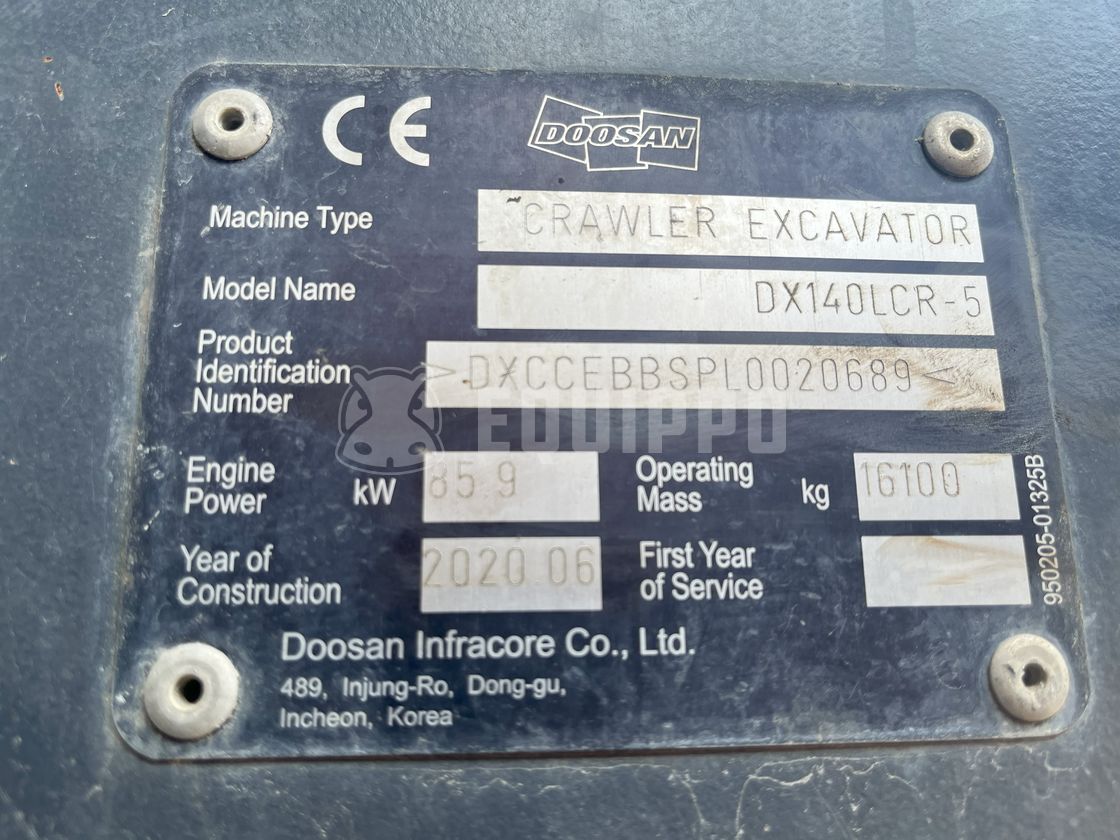 CE
DOOSAN
Machine Type CRAWLER EXCAVATOR
Model Name DX140LCR-5
Product
Identification
Number >DXCCEBBSPL0020689<
EQUIPPO
Engine
Power kW 85.9
Operating
Mass kg 16100
Year of
Construction 2020.06
First Year
of Service
950205-01325B
Doosan Infracore Co., Ltd.
489, Injung-Ro, Dong-gu,
Incheon, Korea